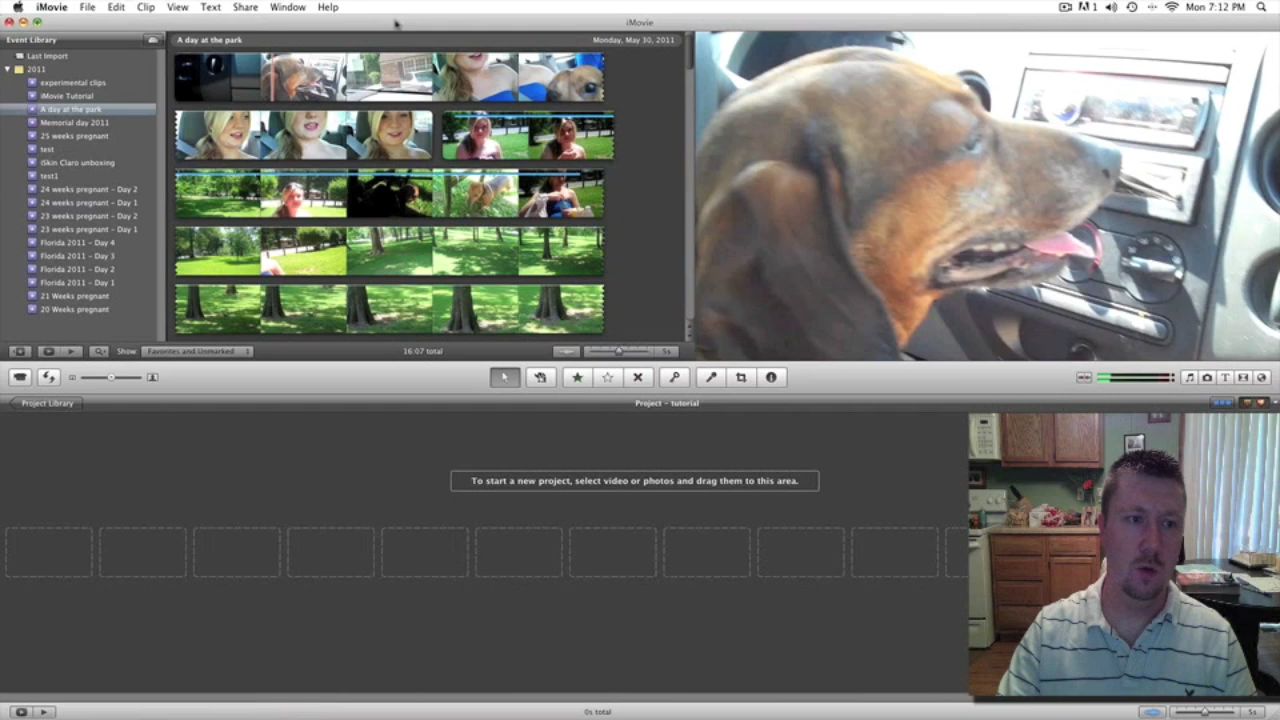 iMovie File Edit Clip View Text Share Window Help 1 Mon 7:12 PM
iMovie
Event Library
A day at the park Monday, May 30, 2011
Last Import
2011
experimental clips
iMovie Tutorial
A day at the park
Memorial day 2011
25 weeks pregnant
test
iSkin Claro unboxing
test1
24 weeks pregnant - Day 2
24 weeks pregnant - Day 1
23 weeks pregnant - Day 2
23 weeks pregnant - Day 1
Florida 2011 - Day 4
Florida 2011 - Day 3
Florida 2011 - Day 2
Florida 2011 - Day 1
21 Weeks pregnant
20 Weeks pregnant
Show: Favorites and Unmarked 16:07 total 5s
Project Library Project - tutorial
To start a new project, select video or photos and drag them to this area.
0s total 5s